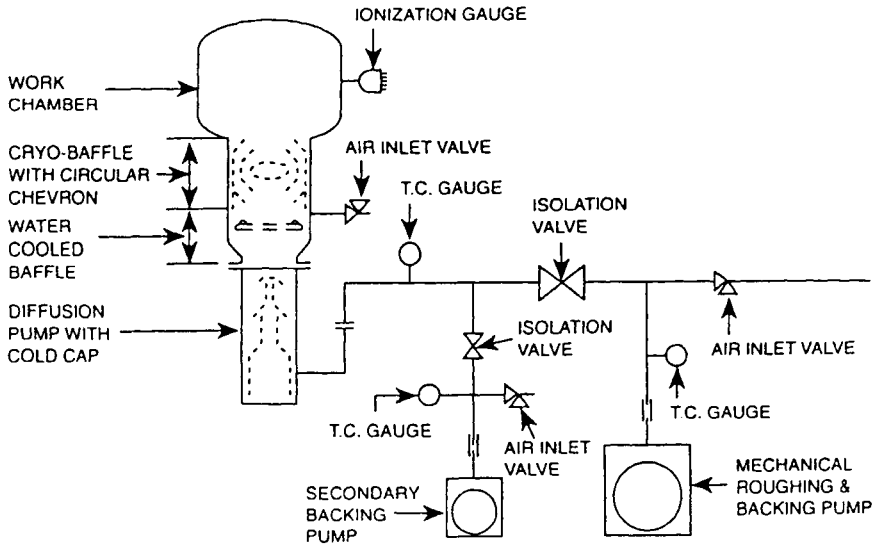 IONIZATION GAUGE
WORK
CHAMBER
CRYO-BAFFLE
WITH CIRCULAR
CHEVRON
AIR INLET VALVE
T.C. GAUGE
ISOLATION
VALVE
WATER
COOLED
BAFFLE
DIFFUSION
PUMP WITH
COLD CAP
ISOLATION
VALVE
AIR INLET VALVE
T.C. GAUGE
T.C. GAUGE
AIR INLET
VALVE
SECONDARY
BACKING
PUMP
MECHANICAL
ROUGHING &
BACKING PUMP